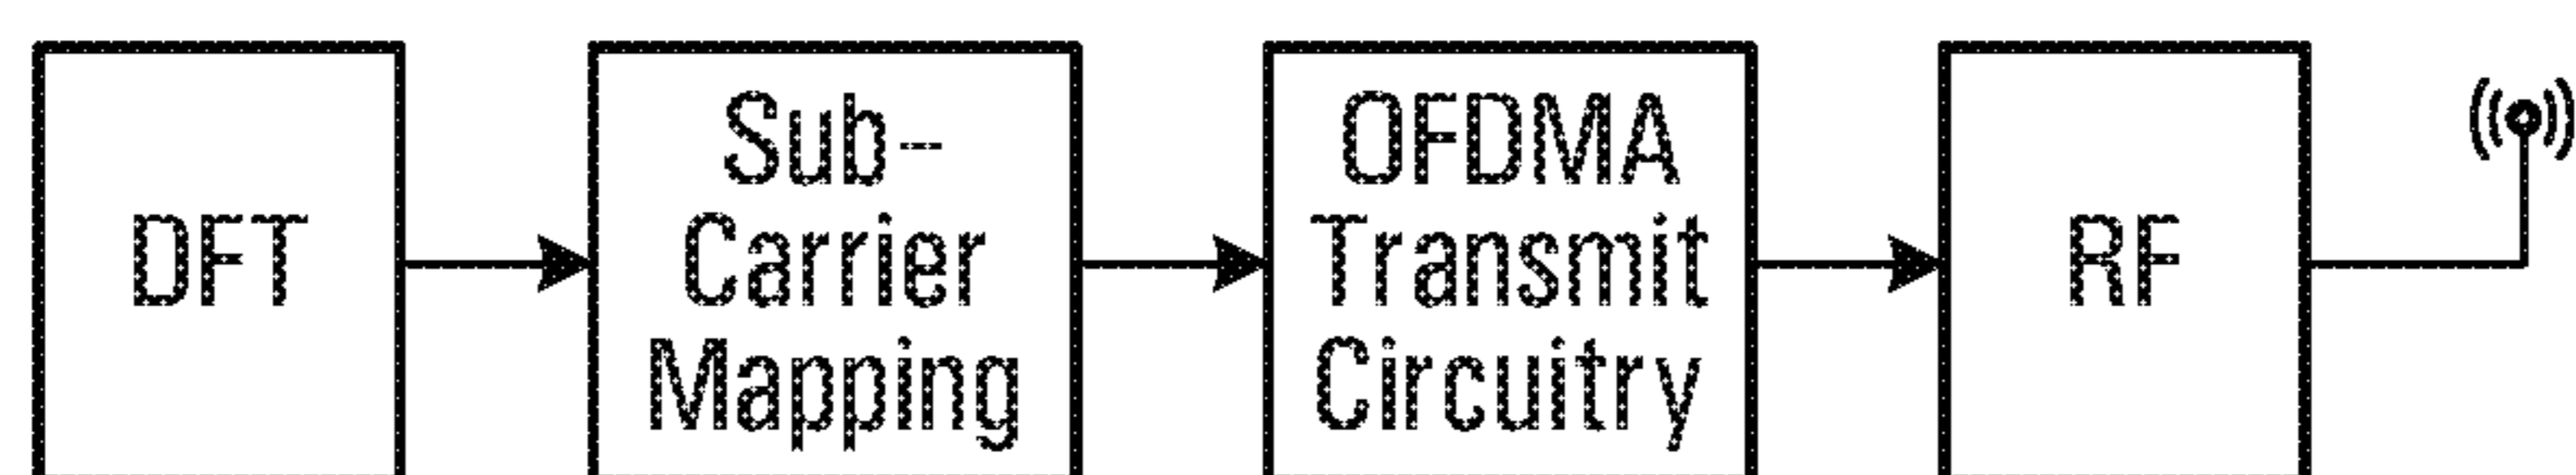 DFT
Sub-
Carrier
Mapping
OFDMA
Transmit
Circuitry
RF